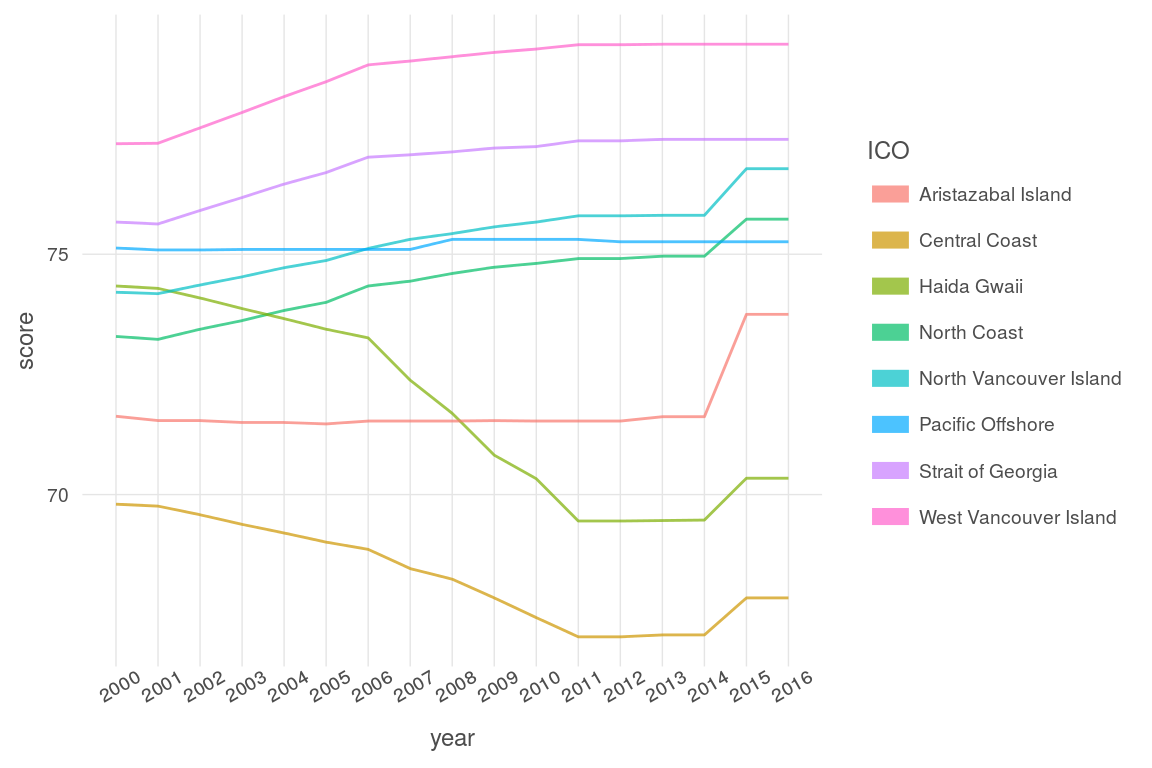 score
75
70
2000 2001 2002 2003 2004 2005 2006 2007 2008 2009 2010 2011 2012 2013 2014 2015 2016
year
ICO
Aristazabal Island
Central Coast
Haida Gwaii
North Coast
North Vancouver Island
Pacific Offshore
Strait of Georgia
West Vancouver Island